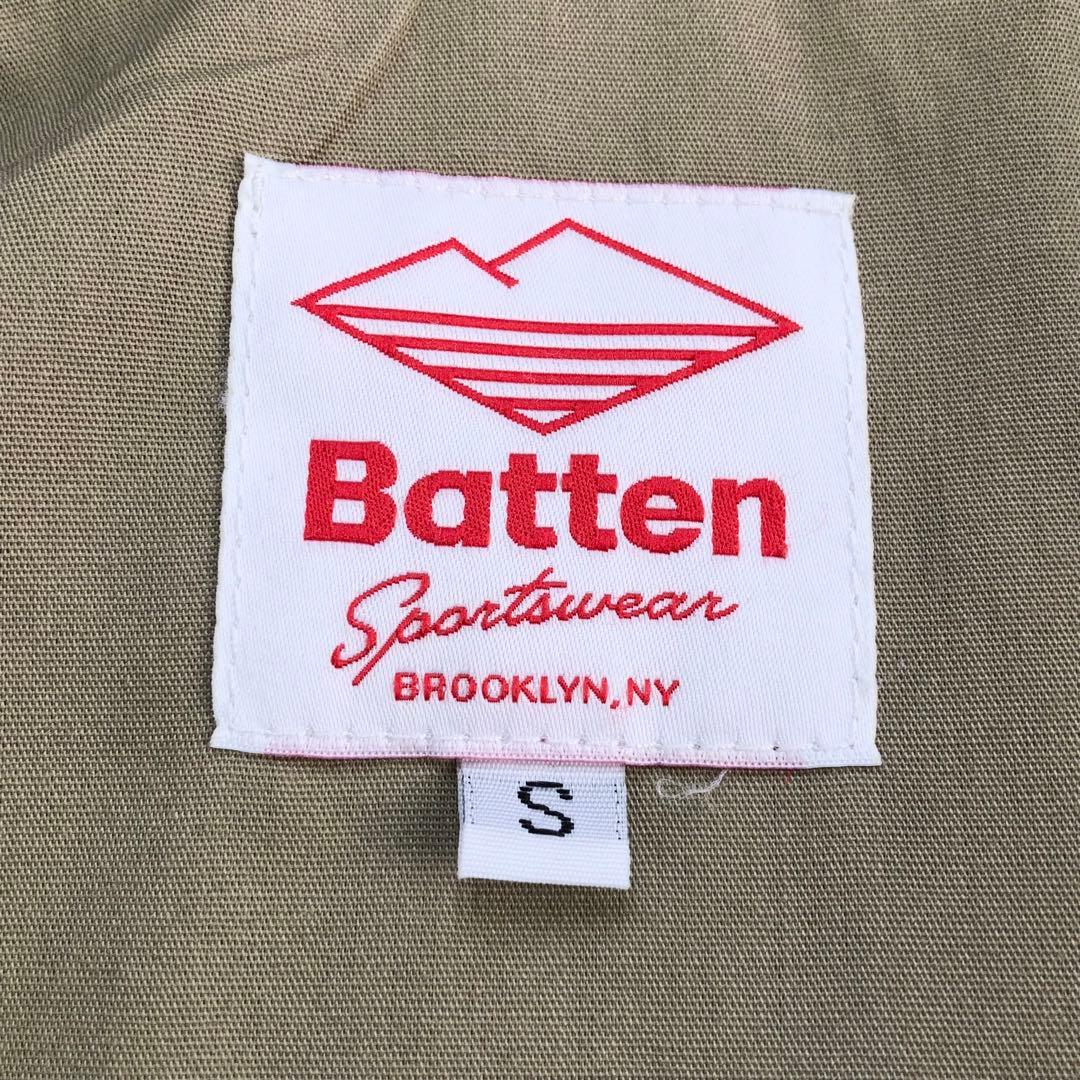 Batten
Sportswear
BROOKLYN, NY
S